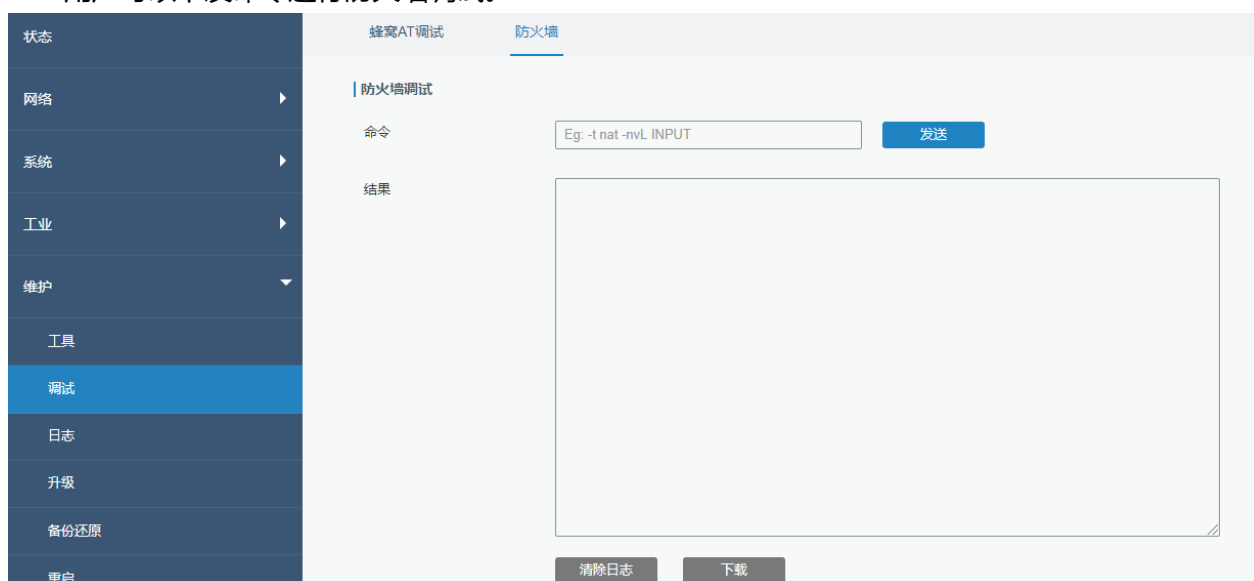 状态
网络
系统
工业
维护
工具
调试
日志
升级
备份还原
重启
蜂窝AT调试
防火墙
防火墙调试
命令
Eg: -t nat -nvL INPUT
发送
结果
清除日志
下载